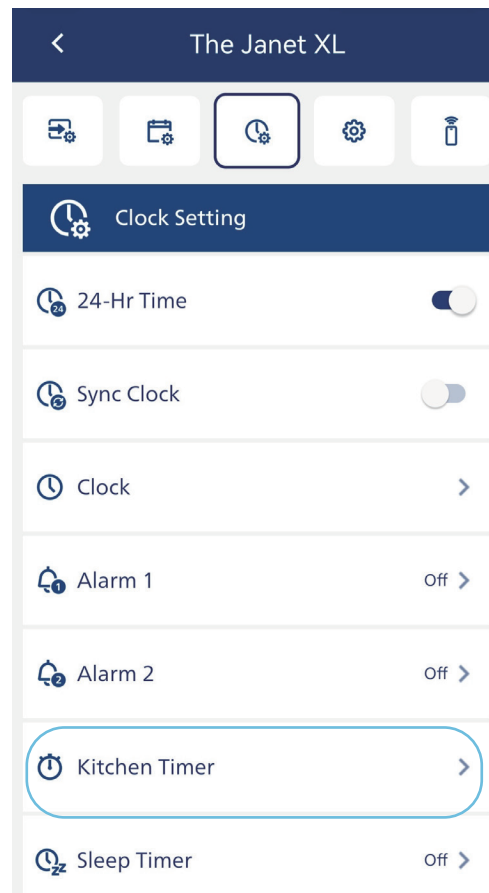 The Janet XL
Clock Setting
24-Hr Time
Sync Clock
Clock
Alarm 1 Off
Alarm 2 Off
Kitchen Timer
Sleep Timer Off